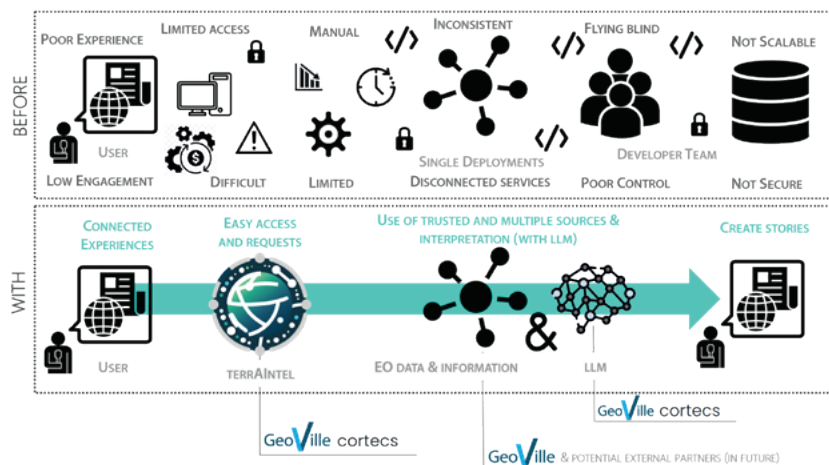 POOR EXPERIENCE
LIMITED ACCESS
MANUAL
INCONSISTENT
FLYING BLIND
NOT SCALABLE
BEFORE
USER
SINGLE DEPLOYMENTS
DEVELOPER TEAM
LOW ENGAGEMENT
DIFFICULT
LIMITED
DISCONNECTED SERVICES
POOR CONTROL
NOT SECURE
WITH
CONNECTED
EXPERIENCES
EASY ACCESS
AND REQUESTS
USE OF TRUSTED AND MULTIPLE SOURCES &
INTERPRETATION (WITH LLM)
CREATE STORIES
&
USER
TERRAINTEL
EO DATA & INFORMATION
LLM
GeoVille cortecs
GeoVille cortecs
GeoVille & POTENTIAL EXTERNAL PARTNERS (IN FUTURE)